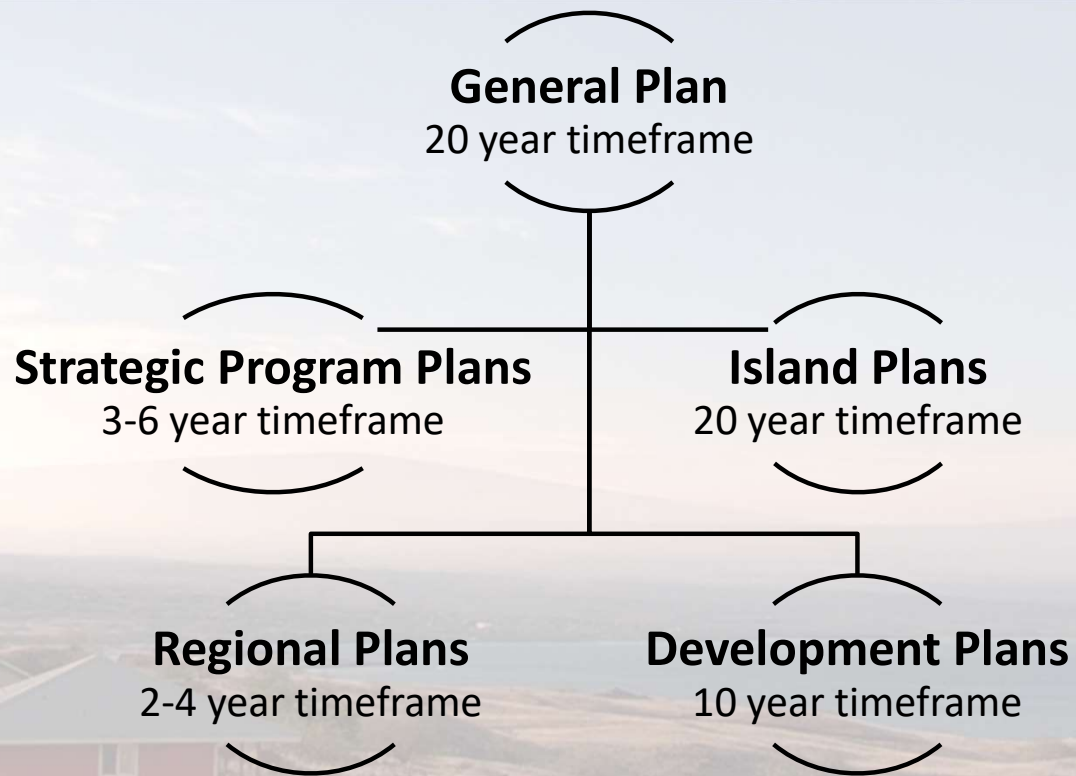 General Plan
20 year timeframe
Strategic Program Plans
3-6 year timeframe
Island Plans
20 year timeframe
Regional Plans
2-4 year timeframe
Development Plans
10 year timeframe